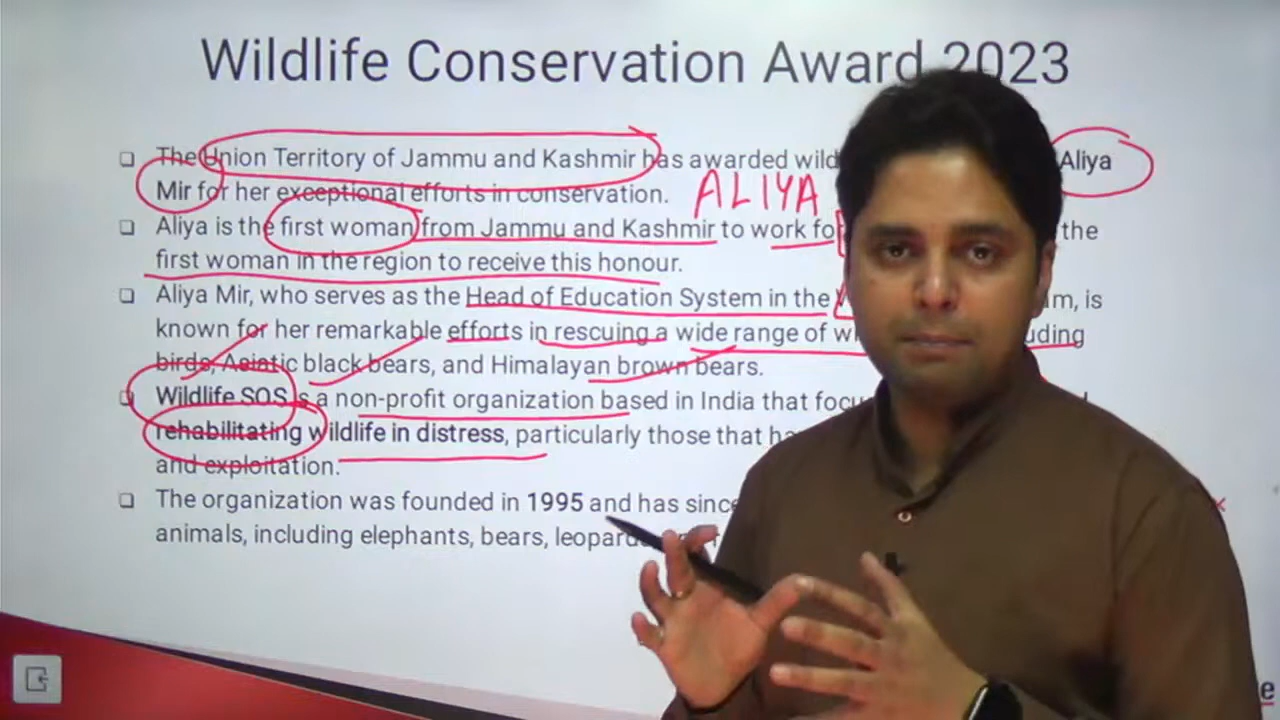 Wildlife Conservation Award 2023
The Union Territory of Jammu and Kashmir has awarded Aliya
Mir for her exceptional efforts in conservation. ALIYA
Aliya is the first woman from Jammu and Kashmir to work the
first woman in the region to receive this honour.
Aliya Mir, who serves as the Head of Education System in the is
known for her remarkable efforts in rescuing a wide range of
birds, Asiatic black bears, and Himalayan brown bears.
Wildlife SOS is a non-profit organization based in India that
rehabilitating wildlife in distress, particularly those that
and exploitation.
The organization was founded in 1995 and has since
animals, including elephants, bears,